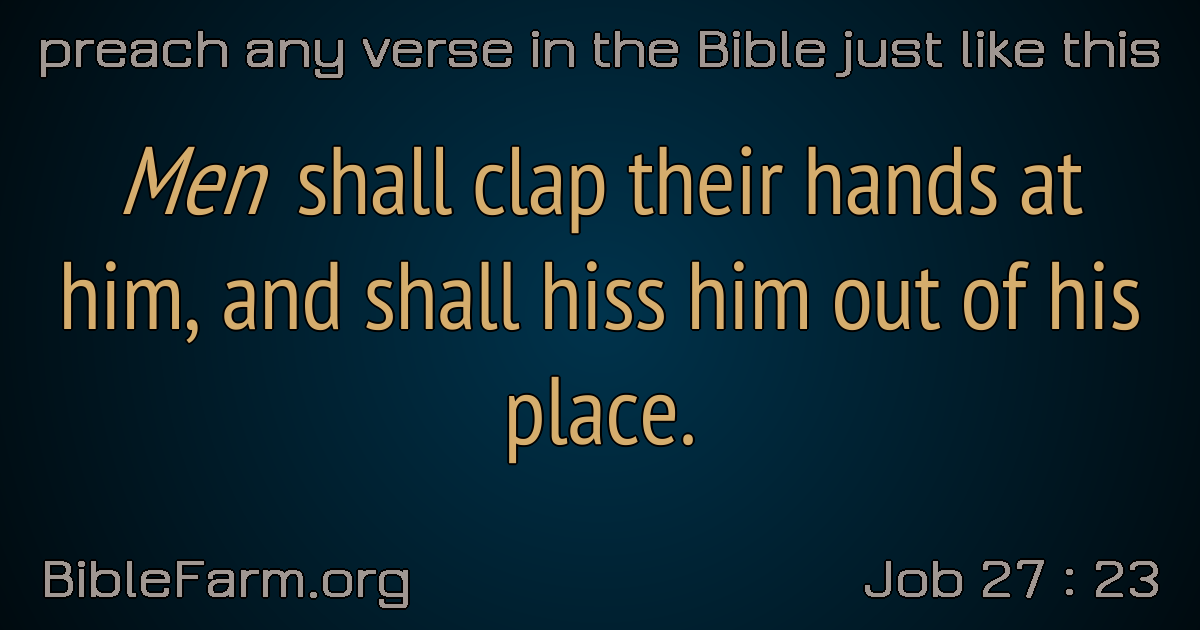 preach any verse in the Bible just like this
Men shall clap their hands at
him, and shall hiss him out of his
place.
BibleFarm.org
Job 27 : 23